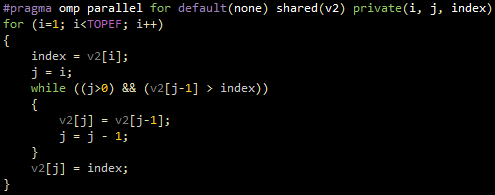 #pragma omp parallel for default(none) shared(v2) private(i, j, index)
for (i=1; i<TOPEF; i++)
{
    index = v2[i];
    j = i;
    while ((j>0) && (v2[j-1] > index))
    {
        v2[j] = v2[j-1];
        j = j - 1;
    }
    v2[j] = index;
}